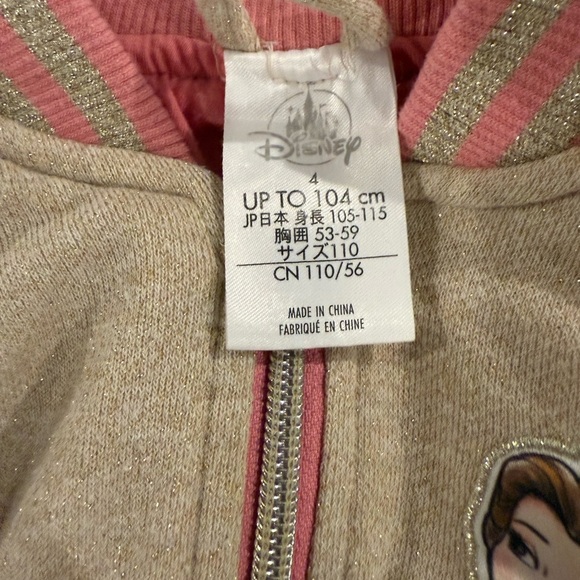 Disney
4
UP TO 104 cm
JP日本 身長 105-115
胸囲 53-59
サイズ110
CN 110/56
MADE IN CHINA
FABRIQUÉ EN CHINE